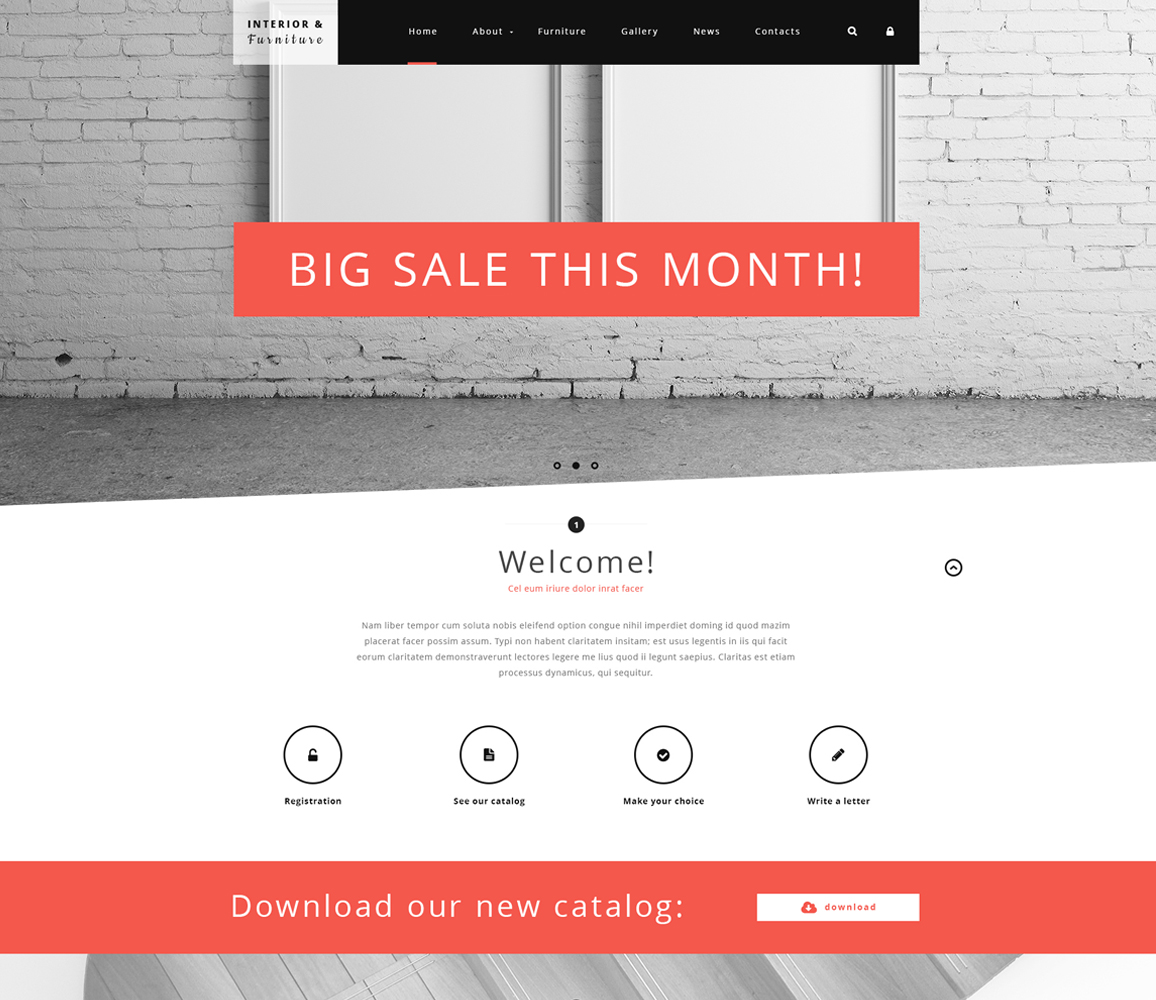 INTERIOR &
Furniture
Home About Furniture Gallery News Contacts
BIG SALE THIS MONTH!
1
Welcome!
Cel eum iriure dolor inrat facer
Nam liber tempor cum soluta nobis eleifend option congue nihil imperdiet doming id quod mazim
placerat facer possim assum. Typi non habent claritatem insitam; est usus legentis in iis qui facit
eorum claritatem demonstraverunt lectores legere me lius quod ii legunt saepius. Claritas est etiam
processus dynamicus, qui sequitur.
Registration See our catalog Make your choice Write a letter
Download our new catalog: download